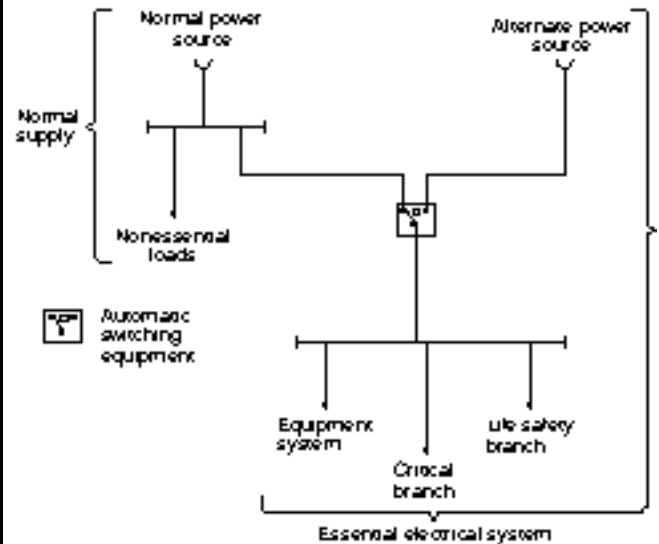 Normal power
source
Alternate power
source
Normal
supply
Nonessential
loads
Automatic
switching
equipment
Equipment
system
Life safety
branch
Critical
branch
Essential electrical system